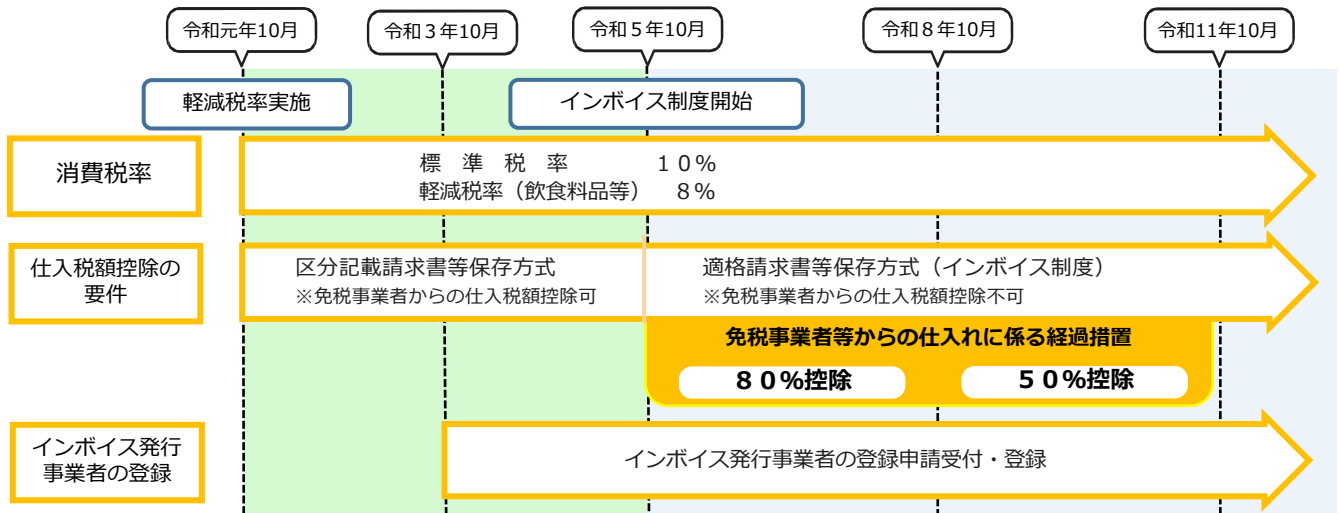 令和元年10月
令和３年10月
令和５年10月
令和８年10月
令和11年10月
軽減税率実施
インボイス制度開始
消費税率
標　準　税　率　　　　１０％
軽減税率（飲食料品等）　８％
仕入税額控除の
要件
区分記載請求書等保存方式
※免税事業者からの仕入税額控除可
適格請求書等保存方式（インボイス制度）
※免税事業者からの仕入税額控除不可
免税事業者等からの仕入れに係る経過措置
８０％控除
５０％控除
インボイス発行
事業者の登録
インボイス発行事業者の登録申請受付・登録